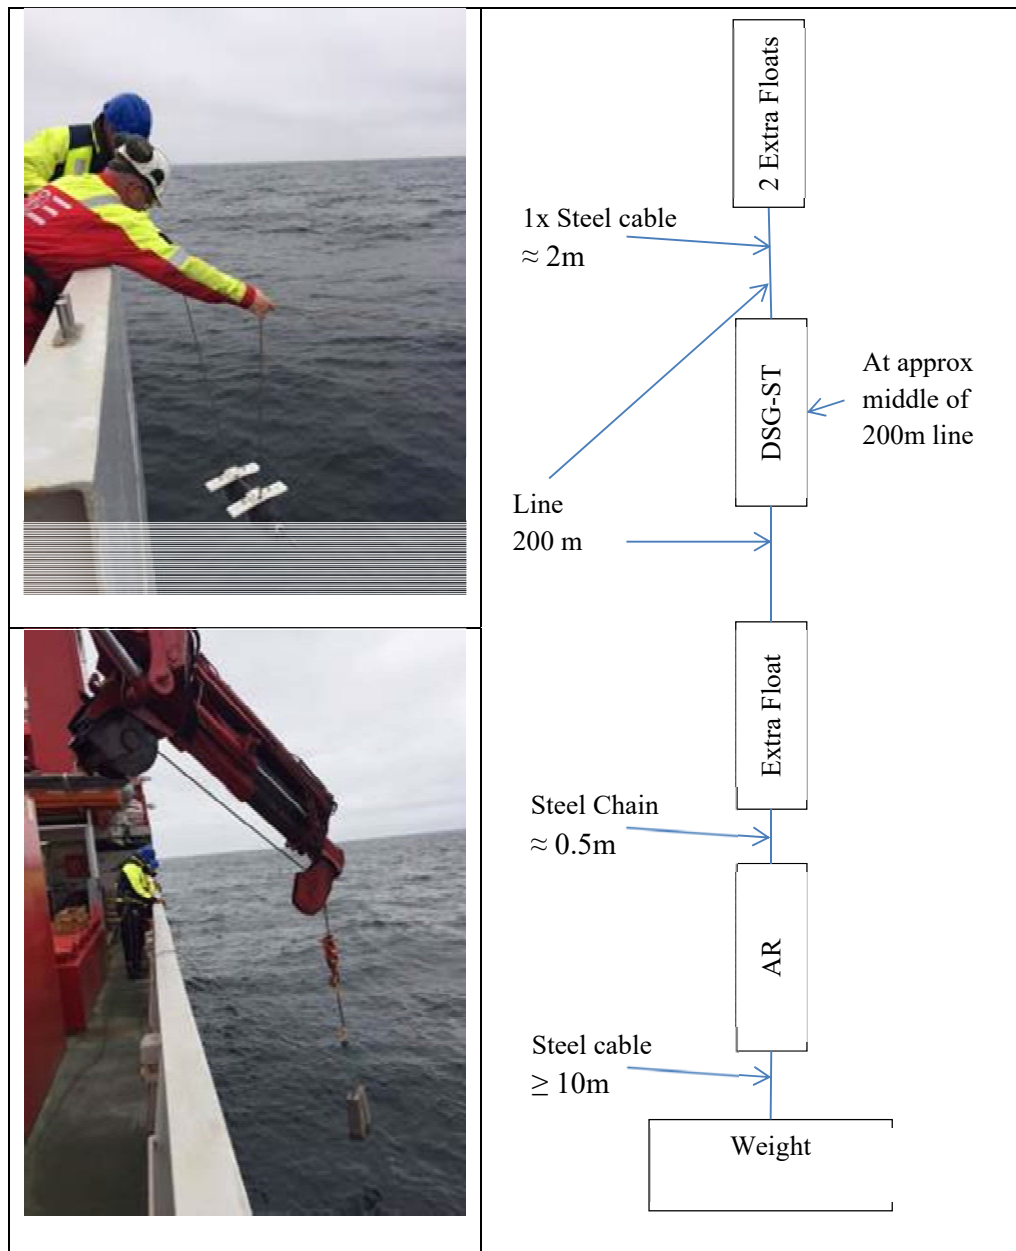 2 Extra Floats
1x Steel cable
≈ 2m
DSG-ST
At approx
middle of
200m line
Line
200 m
Extra Float
Steel Chain
≈ 0.5m
AR
Steel cable
≥ 10m
Weight